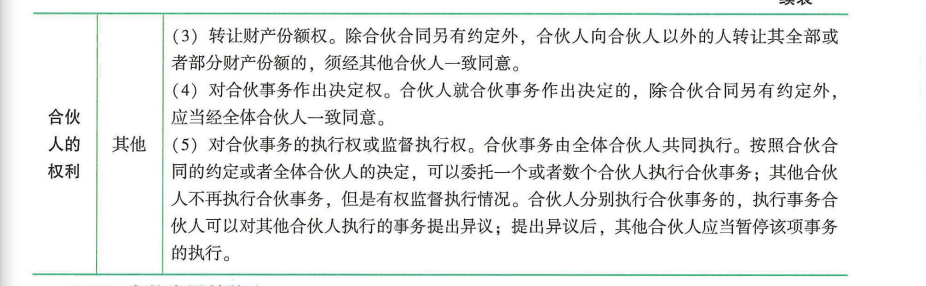 续表
(3) 转让财产份额权。除合伙合同另有约定外，合伙人向合伙人以外的人转让其全部或
者部分财产份额的，须经其他合伙人一致同意。
(4) 对合伙事务作出决定权。合伙人就合伙事务作出决定的，除合伙合同另有约定外，
应当经全体合伙人一致同意。
合伙
人的
权利
其他
(5) 对合伙事务的执行权或监督执行权。合伙事务由全体合伙人共同执行。按照合伙合
同的约定或者全体合伙人的决定，可以委托一个或者数个合伙人执行合伙事务；其他合伙
人不再执行合伙事务，但是有权监督执行情况。合伙人分别执行合伙事务的，执行事务合
伙人可以对其他合伙人执行的事务提出异议；提出异议后，其他合伙人应当暂停该项事务
的执行。